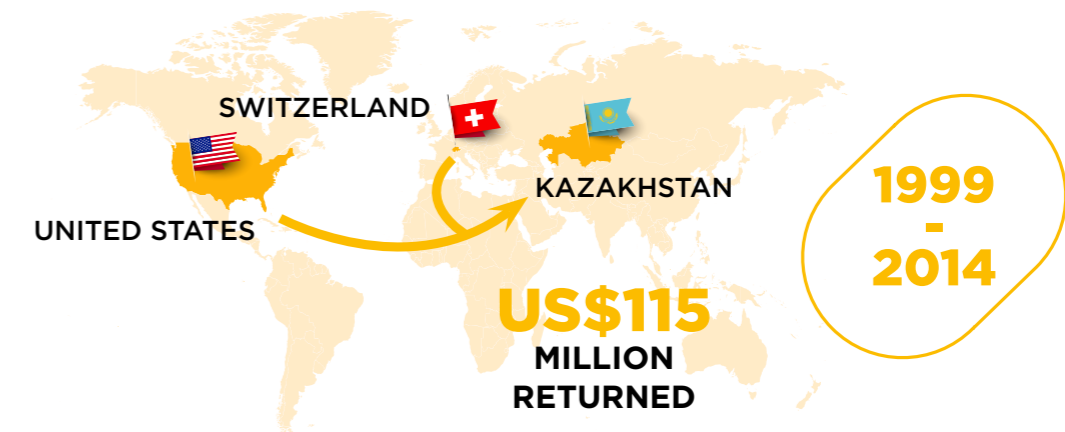 SWITZERLAND
KAZAKHSTAN
UNITED STATES
1999
-
2014
US$115
MILLION
RETURNED